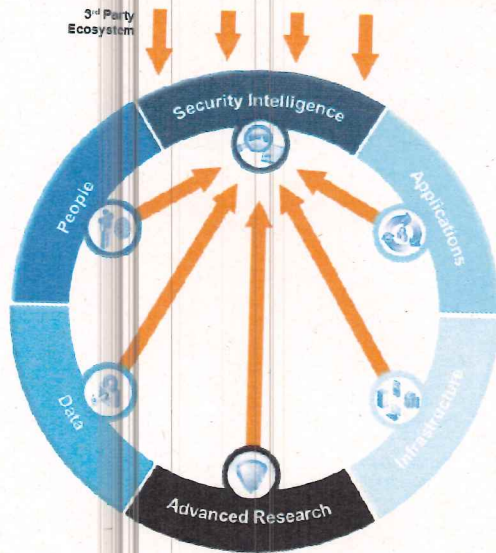 3rd Party
Ecosystem
Security Intelligence
People
Applications
Data
Infrastructure
Advanced Research